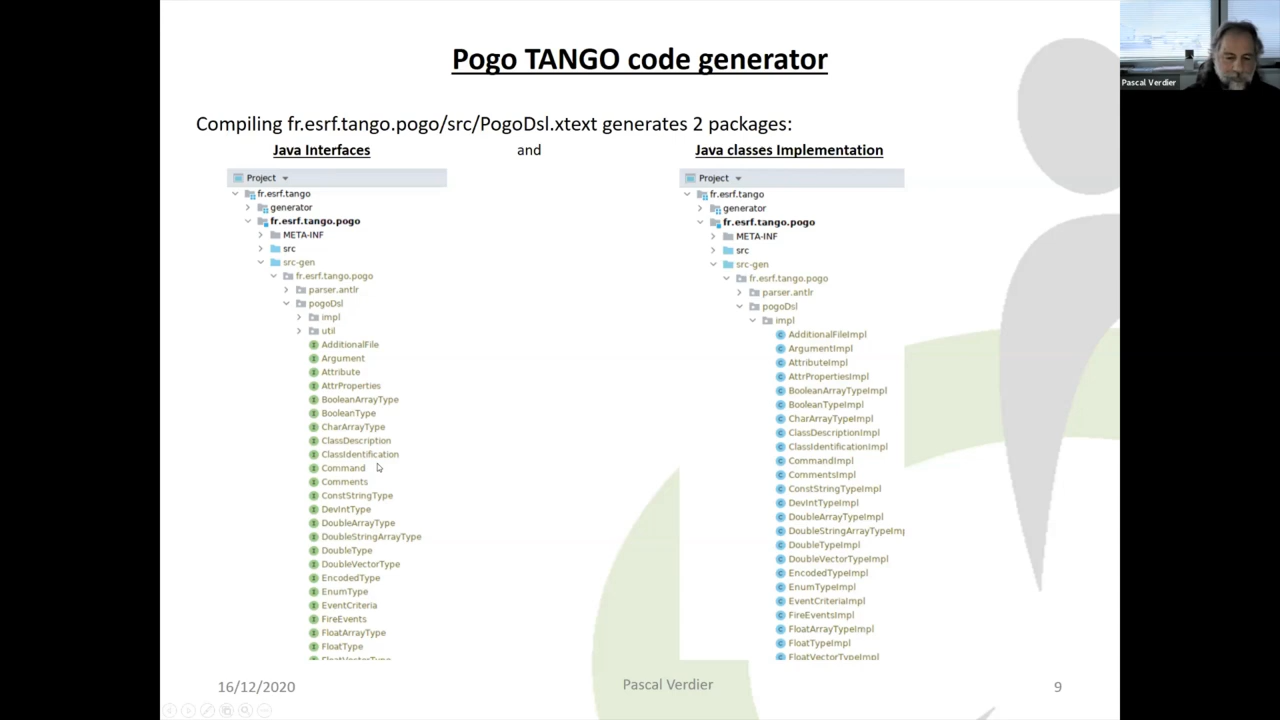 Pogo TANGO code generator
Pascal Verdier
Compiling fr.esrf.tango.pogo/src/PogoDsl.xtext generates 2 packages:
Java Interfaces
and
Java classes Implementation
Project
fr.esrf.tango
generator
fr.esrf.tango.pogo
META-INF
src
src-gen
fr.esrf.tango.pogo
parser.antlr
pogoDsl
impl
util
AdditionalFile
Argument
Attribute
AttrProperties
BooleanArrayType
BooleanType
CharArrayType
ClassDescription
ClassIdentification
Command
Comments
ConstStringType
DevIntType
DoubleArrayType
DoubleStringArrayType
DoubleType
DoubleVectorType
EncodedType
EnumType
EventCriteria
FireEvents
FloatArrayType
FloatType
FloatVectorType
Project
fr.esrf.tango
generator
fr.esrf.tango.pogo
META-INF
src
src-gen
fr.esrf.tango.pogo
parser.antlr
pogoDsl
impl
AdditionalFileImpl
ArgumentImpl
AttributeImpl
AttrPropertiesImpl
BooleanArrayTypeImpl
BooleanTypeImpl
CharArrayTypeImpl
ClassDescriptionImpl
ClassIdentificationImpl
CommandImpl
CommentsImpl
ConstStringTypeImpl
DevIntTypeImpl
DoubleArrayTypeImpl
DoubleStringArrayTypeImp
DoubleTypeImpl
DoubleVectorTypeImpl
EncodedTypeImpl
EnumTypeImpl
EventCriteriaImpl
FireEventsImpl
FloatArrayTypeImpl
FloatTypeImpl
FloatVectorTypeImpl
16/12/2020
Pascal Verdier
9